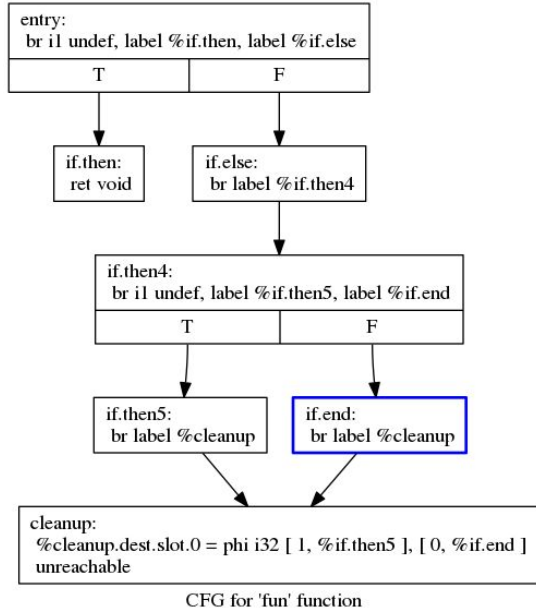 entry:
br i1 undef, label %if.then, label %if.else
T F
if.then:
ret void
if.else:
br label %if.then4
if.then4:
br i1 undef, label %if.then5, label %if.end
T F
if.then5:
br label %cleanup
if.end:
br label %cleanup
cleanup:
%cleanup.dest.slot.0 = phi i32 [ 1, %if.then5 ], [ 0, %if.end ]
unreachable
CFG for 'fun' function